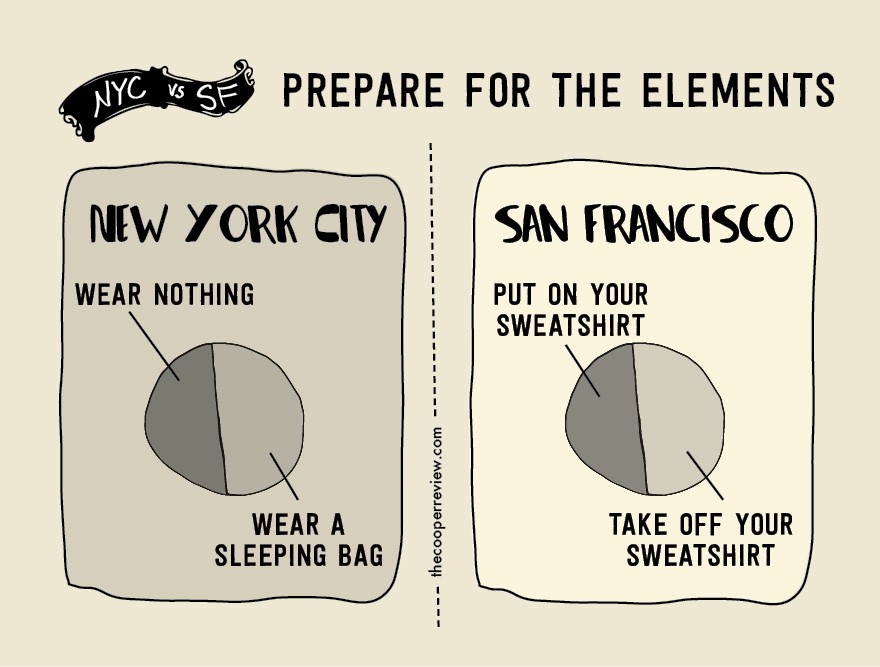 NYC vs SF
PREPARE FOR THE ELEMENTS
NEW YORK CITY
WEAR NOTHING
WEAR A
SLEEPING BAG
thecooperreview.com
SAN FRANCISCO
PUT ON YOUR
SWEATSHIRT
TAKE OFF YOUR
SWEATSHIRT